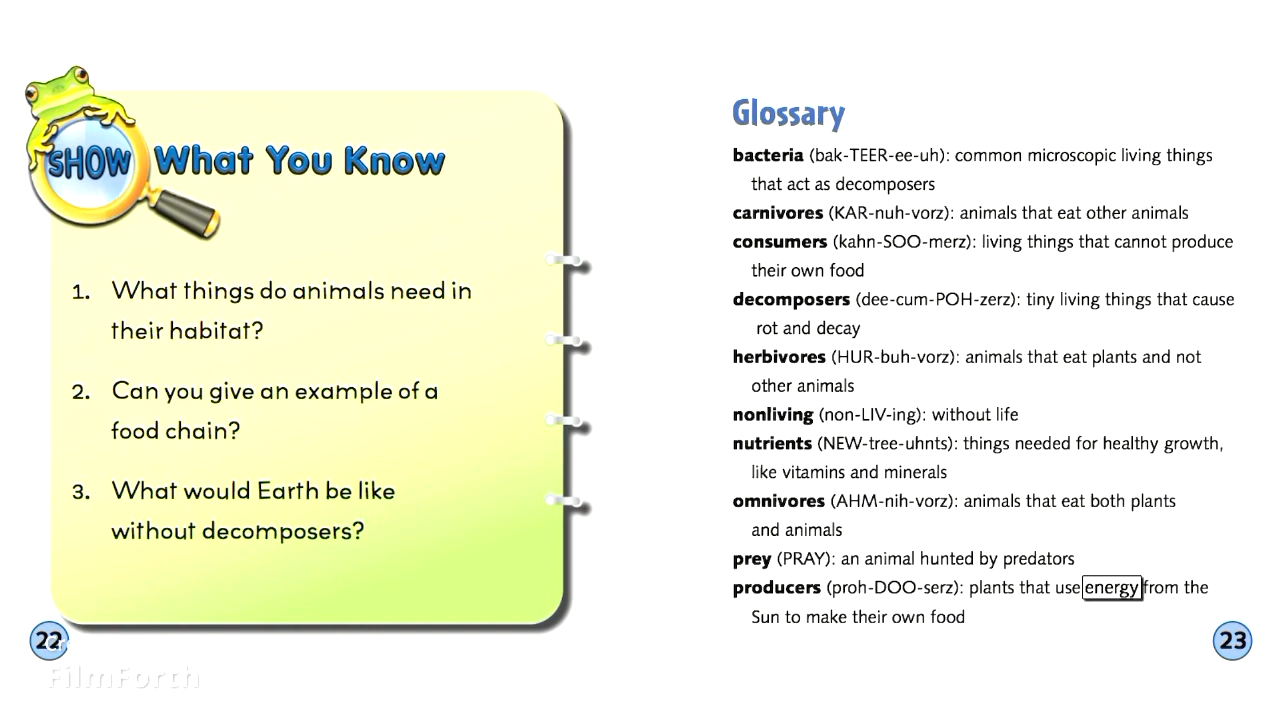 SHOW What You Know
1. What things do animals need in
their habitat?
2. Can you give an example of a
food chain?
3. What would Earth be like
without decomposers?
22
FilmForth
Glossary
bacteria (bak-TEER-ee-uh): common microscopic living things
that act as decomposers
carnivores (KAR-nuh-vorz): animals that eat other animals
consumers (kahn-SOO-merz): living things that cannot produce
their own food
decomposers (dee-cum-POH-zerz): tiny living things that cause
rot and decay
herbivores (HUR-buh-vorz): animals that eat plants and not
other animals
nonliving (non-LIV-ing): without life
nutrients (NEW-tree-uhnts): things needed for healthy growth,
like vitamins and minerals
omnivores (AHM-nih-vorz): animals that eat both plants
and animals
prey (PRAY): an animal hunted by predators
producers (proh-DOO-serz): plants that use energy from the
Sun to make their own food
23